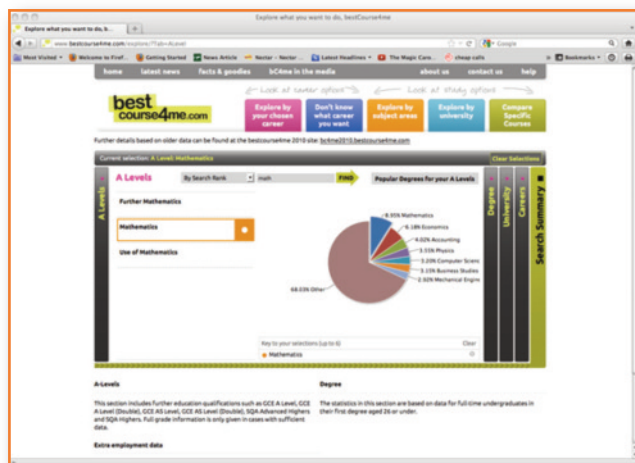 Explore what you want to do, bestCourse4me
Explore what you want to do, b...
www.bestcourse4me.com/explore/?Tab=ALevel
Google
Most Visited
Welcome to Firef...
Getting Started
News Article
Nectar - Nectar ...
Latest Headlines
The Magic Cara...
cheap calls
Bookmarks
home
latest news
facts & goodies
bC4me in the media
about us
contact us
help
Look at career options
Look at study options
best
course4me.com
Explore by
your chosen
career
Don't know
what career
you want
Explore by
subject areas
Explore by
university
Compare
Specific
Courses
Further details based on older data can be found at the bestcourse4me 2010 site: bc4me2010.bestcourse4me.com
Current selection: A Level: Mathematics
Clear Selections
A Levels
A Levels
By Search Rank
math
FIND
Popular Degrees for your A Levels
Further Mathematics
Mathematics
Use of Mathematics
Mathematics
6.18% Economics
4.02% Accounting
3.55% Physics
3.20% Computer Scienc
3.15% Business Studies
Mechanical Engine
68.03% Other
Degree
University
Careers
Search Summary
Key to your selections (up to 6)
Clear
Mathematics
A-Levels
This section includes further education qualifications such as GCE A Level, GCE
A Level (Double), GCE AS Level, GCE AS Level (Double), SQA Advanced Highers
and SQA Highers. Full grade information is only given in cases with sufficient
data.
Extra employment data
Degree
The statistics in this section are based on data for full-time undergraduates in
their first degree aged 26 or under.